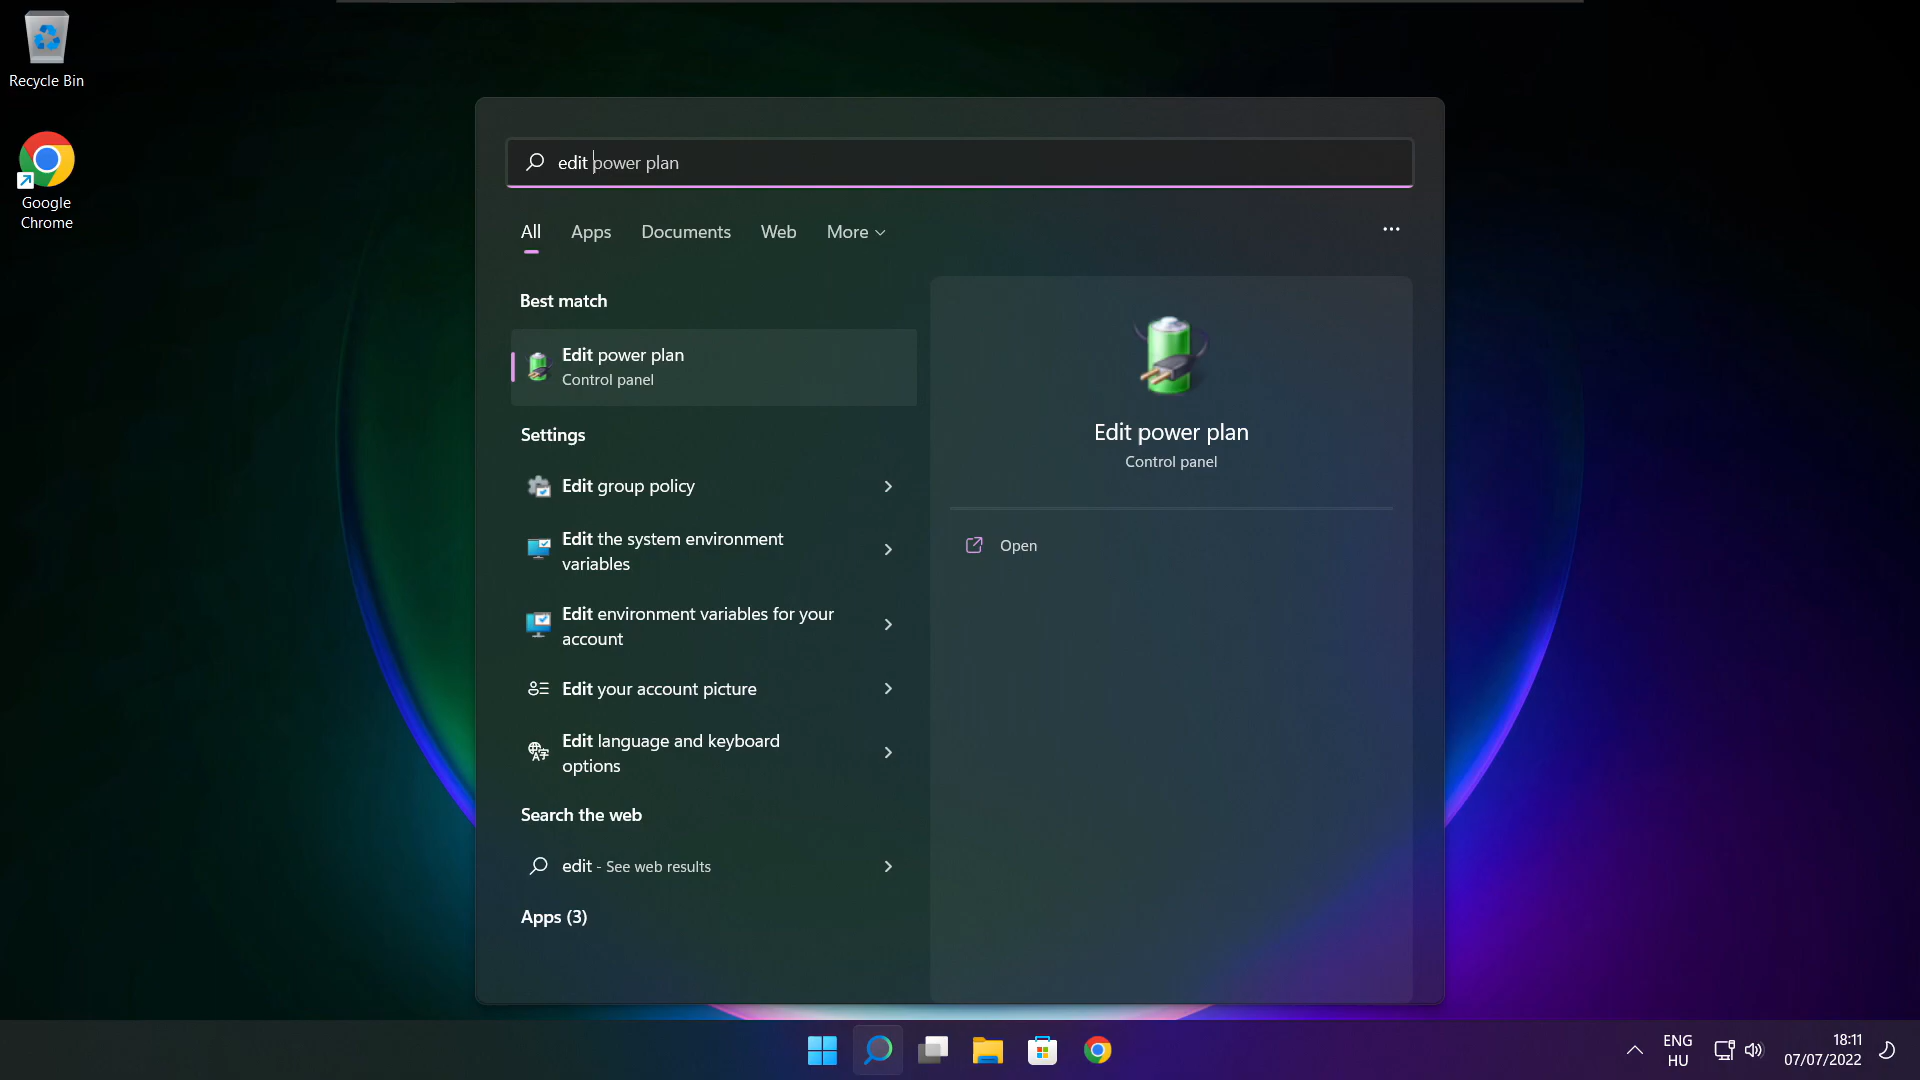 Recycle Bin
Google
Chrome
edit power plan
All Apps Documents Web More
Best match
Edit power plan
Control panel
Settings
Edit group policy
Edit the system environment
variables
Edit environment variables for your
account
Edit your account picture
Edit language and keyboard
options
Search the web
edit - See web results
Apps (3)
Edit power plan
Control panel
Open
ENG
HU
18:11
07/07/2022